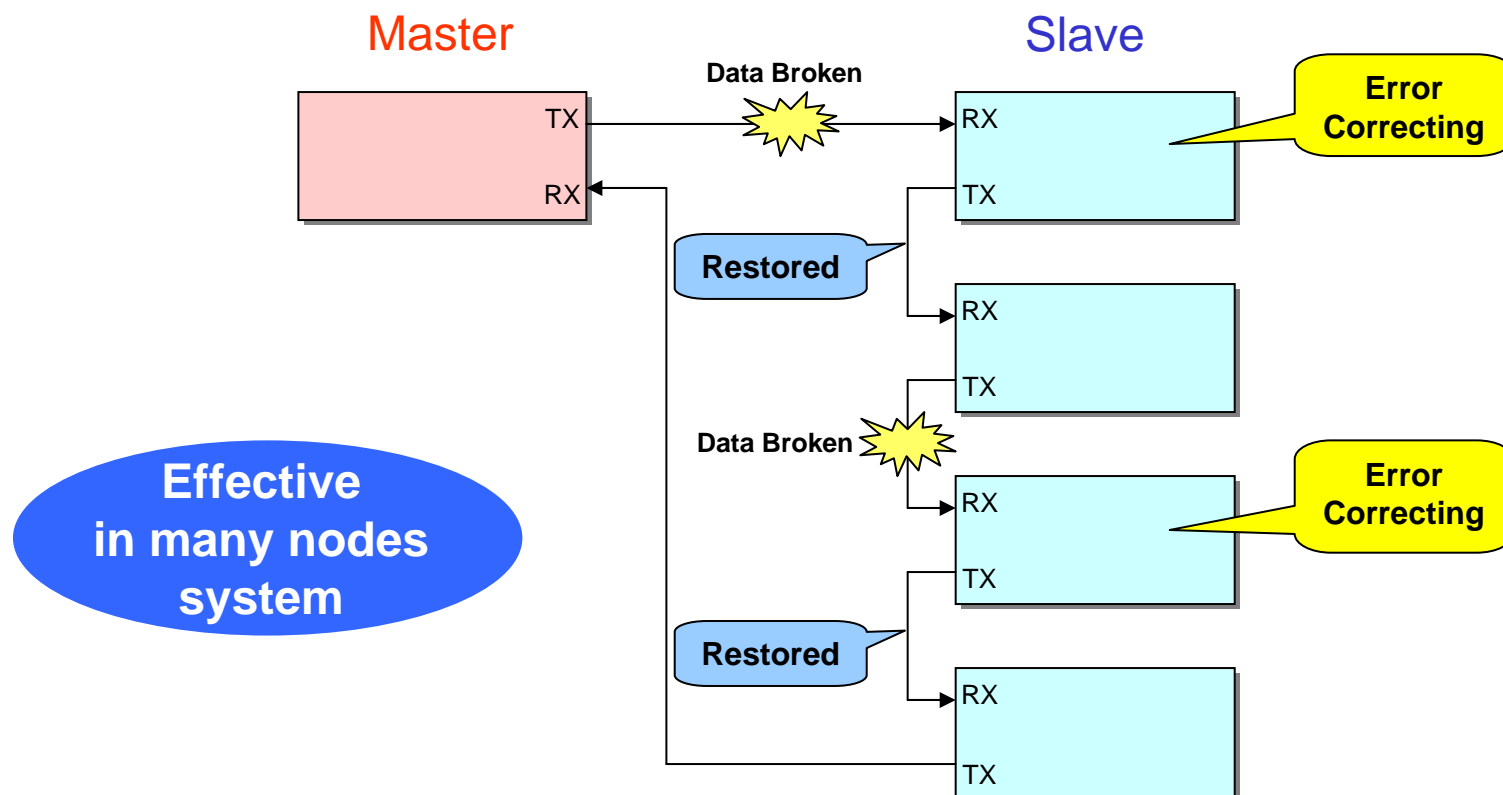 Master
Slave
Data Broken
Error
Correcting
TX
RX
RX
TX
Restored
RX
TX
Data Broken
Effective
in many nodes
system
RX
Error
Correcting
TX
Restored
RX
TX